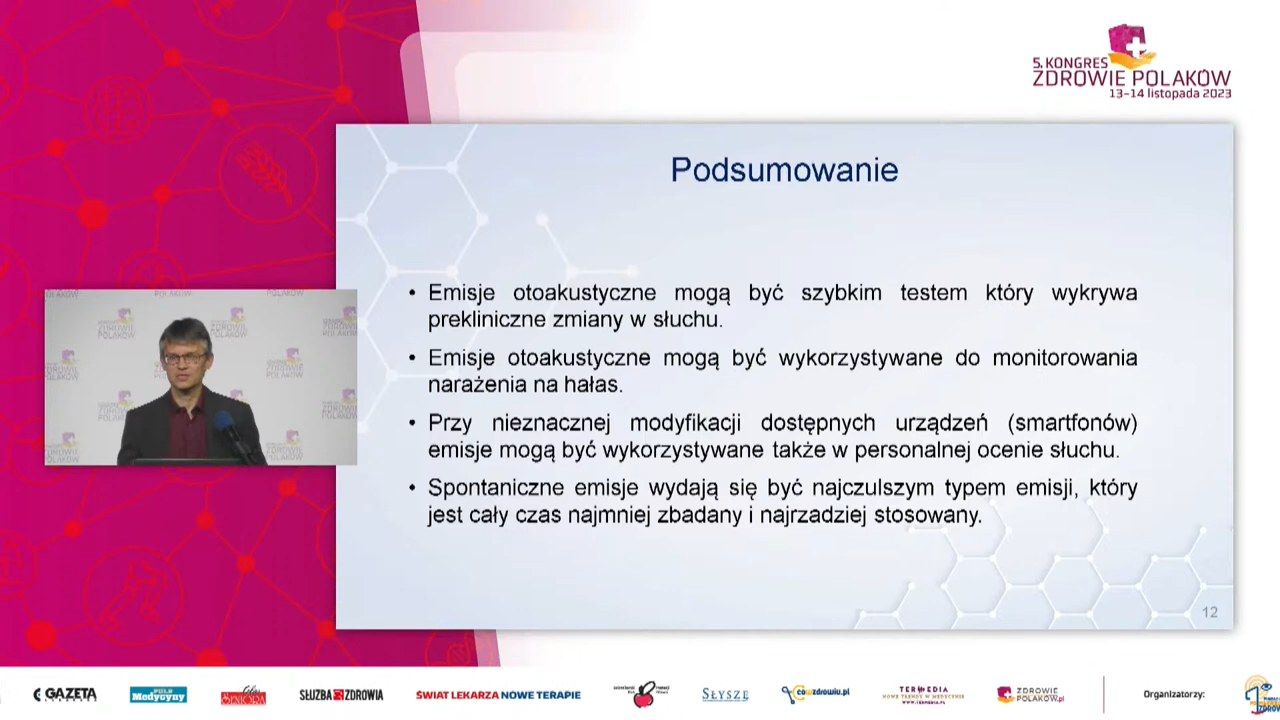 5. KONGRES
ZDROWIE POLAKÓW
13-14 listopada 2023
Podsumowanie
• Emisje otoakustyczne mogą być szybkim testem który wykrywa
prekliniczne zmiany w słuchu.
• Emisje otoakustyczne mogą być wykorzystywane do monitorowania
narażenia na hałas.
• Przy nieznacznej modyfikacji dostępnych urządzeń (smartfonów)
emisje mogą być wykorzystywane także w personalnej ocenie słuchu.
• Spontaniczne emisje wydają się być najczulszym typem emisji, który
jest cały czas najmniej zbadany i najrzadziej stosowany.
12
ZDROWIE
POLAKÓW
GAZETA
PULS
Medycyny
Głos
SENIORA
SŁUŻBA ZDROWIA
ŚWIAT LEKARZA NOWE TERAPIE
SŁYSZĘ
cowzdrowiu.pl
TERMEDIA
NOWE TRENDY W MEDYCYNIE
ZDROWIE
POLAKÓW.pl
Organizatorzy: